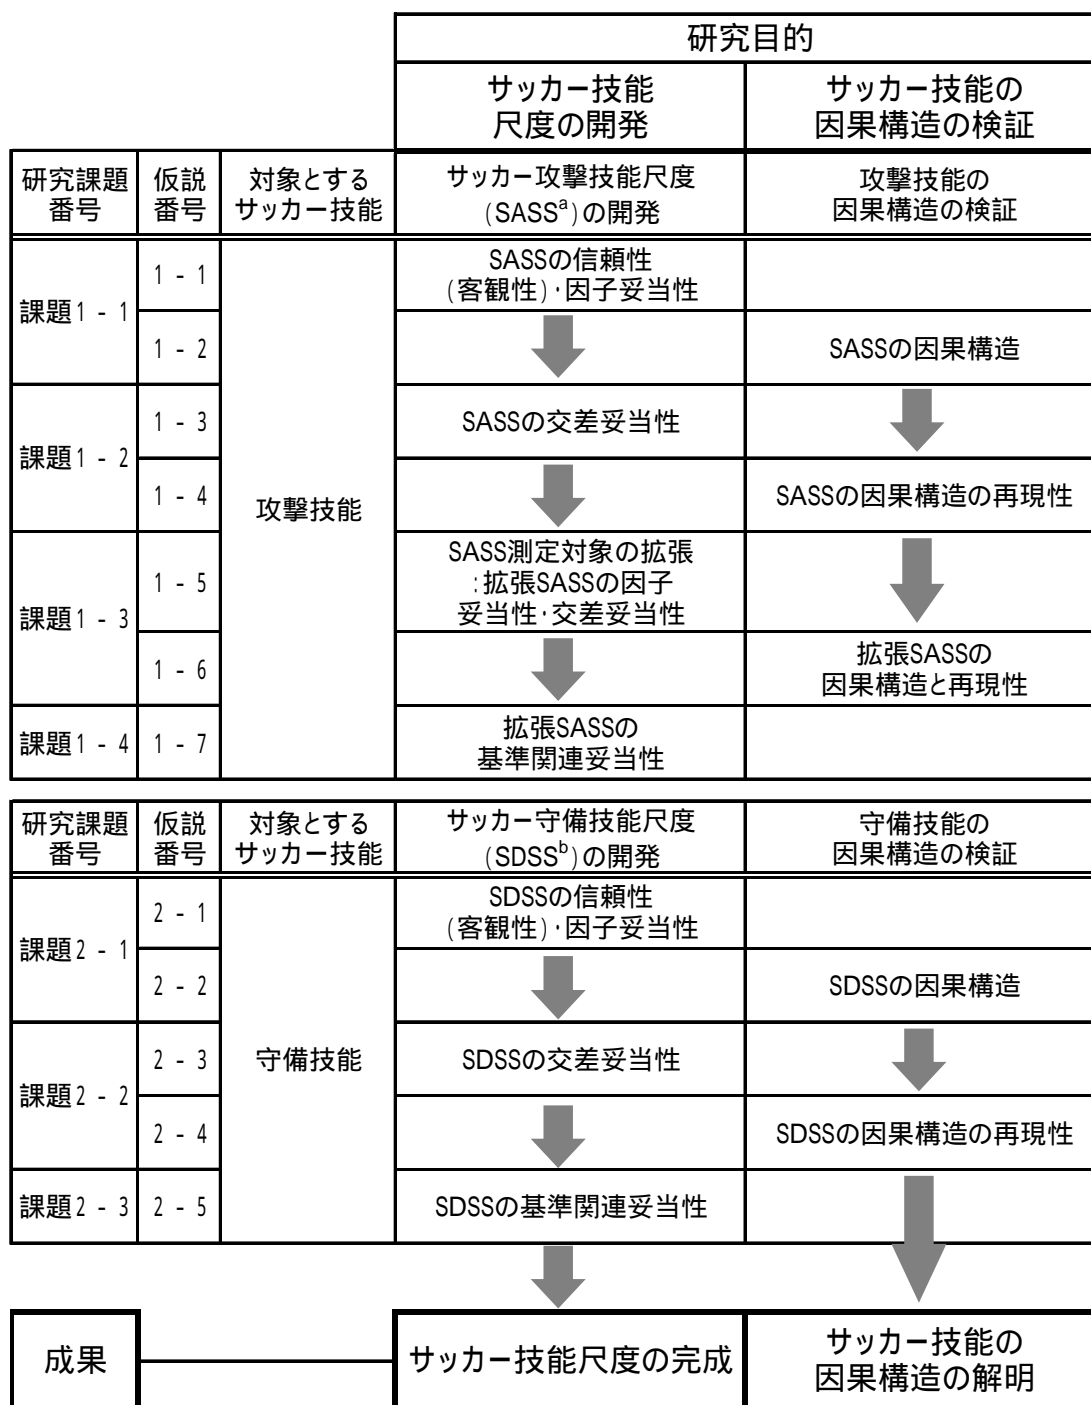 研究目的
サッカー技能
尺度の開発
サッカー技能の
因果構造の検証
研究課題
番号
仮説
番号
対象とする
サッカー技能
サッカー攻撃技能尺度
(SASSa)の開発
攻撃技能の
因果構造の検証
課題1 - 1
1 - 1
SASSの信頼性
(客観性)・因子妥当性
1 - 2
SASSの因果構造
課題1 - 2
1 - 3
SASSの交差妥当性
1 - 4
攻撃技能
SASSの因果構造の再現性
課題1 - 3
1 - 5
SASS測定対象の拡張
:拡張SASSの因子
妥当性・交差妥当性
1 - 6
拡張SASSの
因果構造と再現性
課題1 - 4
1 - 7
拡張SASSの
基準関連妥当性
研究課題
番号
仮説
番号
対象とする
サッカー技能
サッカー守備技能尺度
(SDSSb)の開発
守備技能の
因果構造の検証
課題2 - 1
2 - 1
SDSSの信頼性
(客観性)・因子妥当性
2 - 2
SDSSの因果構造
課題2 - 2
2 - 3
守備技能
SDSSの交差妥当性
2 - 4
SDSSの因果構造の再現性
課題2 - 3
2 - 5
SDSSの基準関連妥当性
成果
サッカー技能尺度の完成
サッカー技能の
因果構造の解明